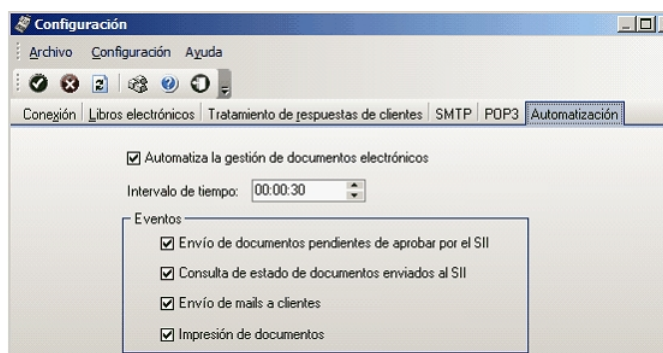 Configuración
Archivo Configuración Ayuda
Conexión Libros electrónicos Tratamiento de respuestas de clientes SMTP POP3 Automatización
Automatiza la gestión de documentos electrónicos
Intervalo de tiempo: 00:00:30
Eventos
Envío de documentos pendientes de aprobar por el SII
Consulta de estado de documentos enviados al SII
Envío de mails a clientes
Impresión de documentos